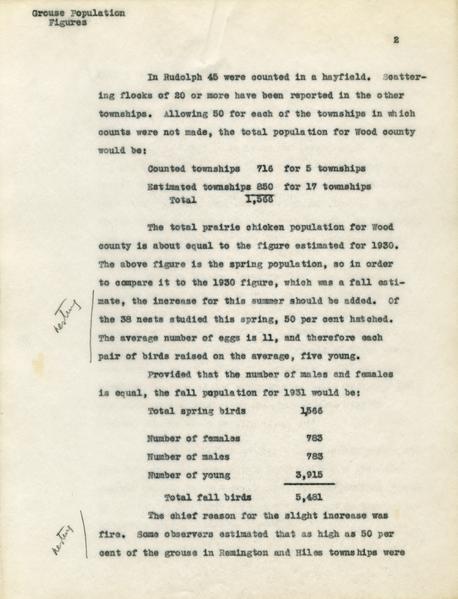 Grouse Population
Figures
2
In Rudolph 45 were counted in a hayfield. Scatter-
ing flocks of 20 or more have been reported in the other
townships. Allowing 50 for each of the townships in which
counts were not made, the total population for Wood county
would be:
Counted townships 716 for 5 townships
Estimated townships 850 for 17 townships
Total 1,566
The total prairie chicken population for Wood
county is about equal to the figure estimated for 1930.
The above figure is the spring population, so in order
to compare it to the 1930 figure, which was a fall esti-
mate, the increase for this summer should be added. Of
nesting
the 38 nests studied this spring, 50 per cent hatched.
The average number of eggs is 11, and therefore each
pair of birds raised on the average, five young.
Provided that the number of males and females
is equal, the fall population for 1931 would be:
Total spring birds 1,566
Number of females 783
Number of males 783
Number of young 3,915
Total fall birds 5,481
The chief reason for the slight increase was
nesting
fire. Some observers estimated that as high as 50 per
cent of the grouse in Remington and Hiles townships were